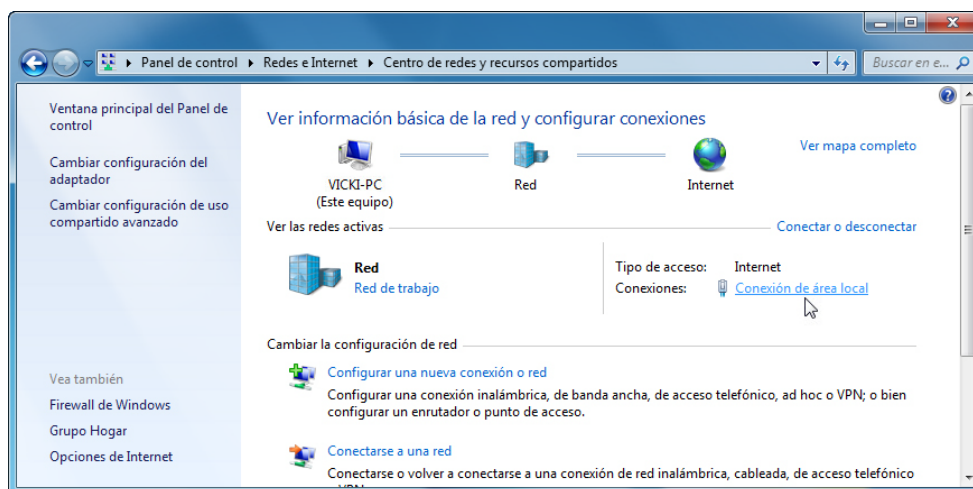 Panel de control ▸ Redes e Internet ▸ Centro de redes y recursos compartidos
Buscar en e...
Ventana principal del Panel de
control
Cambiar configuración del
adaptador
Cambiar configuración de uso
compartido avanzado
Vea también
Firewall de Windows
Grupo Hogar
Opciones de Internet
Ver información básica de la red y configurar conexiones
Ver mapa completo
VICKI-PC
(Este equipo)
Red
Internet
Ver las redes activas
Conectar o desconectar
Red
Red de trabajo
Tipo de acceso: Internet
Conexiones: Conexión de área local
Cambiar la configuración de red
Configurar una nueva conexión o red
Configurar una conexión inalámbrica, de banda ancha, de acceso telefónico, ad hoc o VPN; o bien
configurar un enrutador o punto de acceso.
Conectarse a una red
Conectarse o volver a conectarse a una conexión de red inalámbrica, cableada, de acceso telefónico